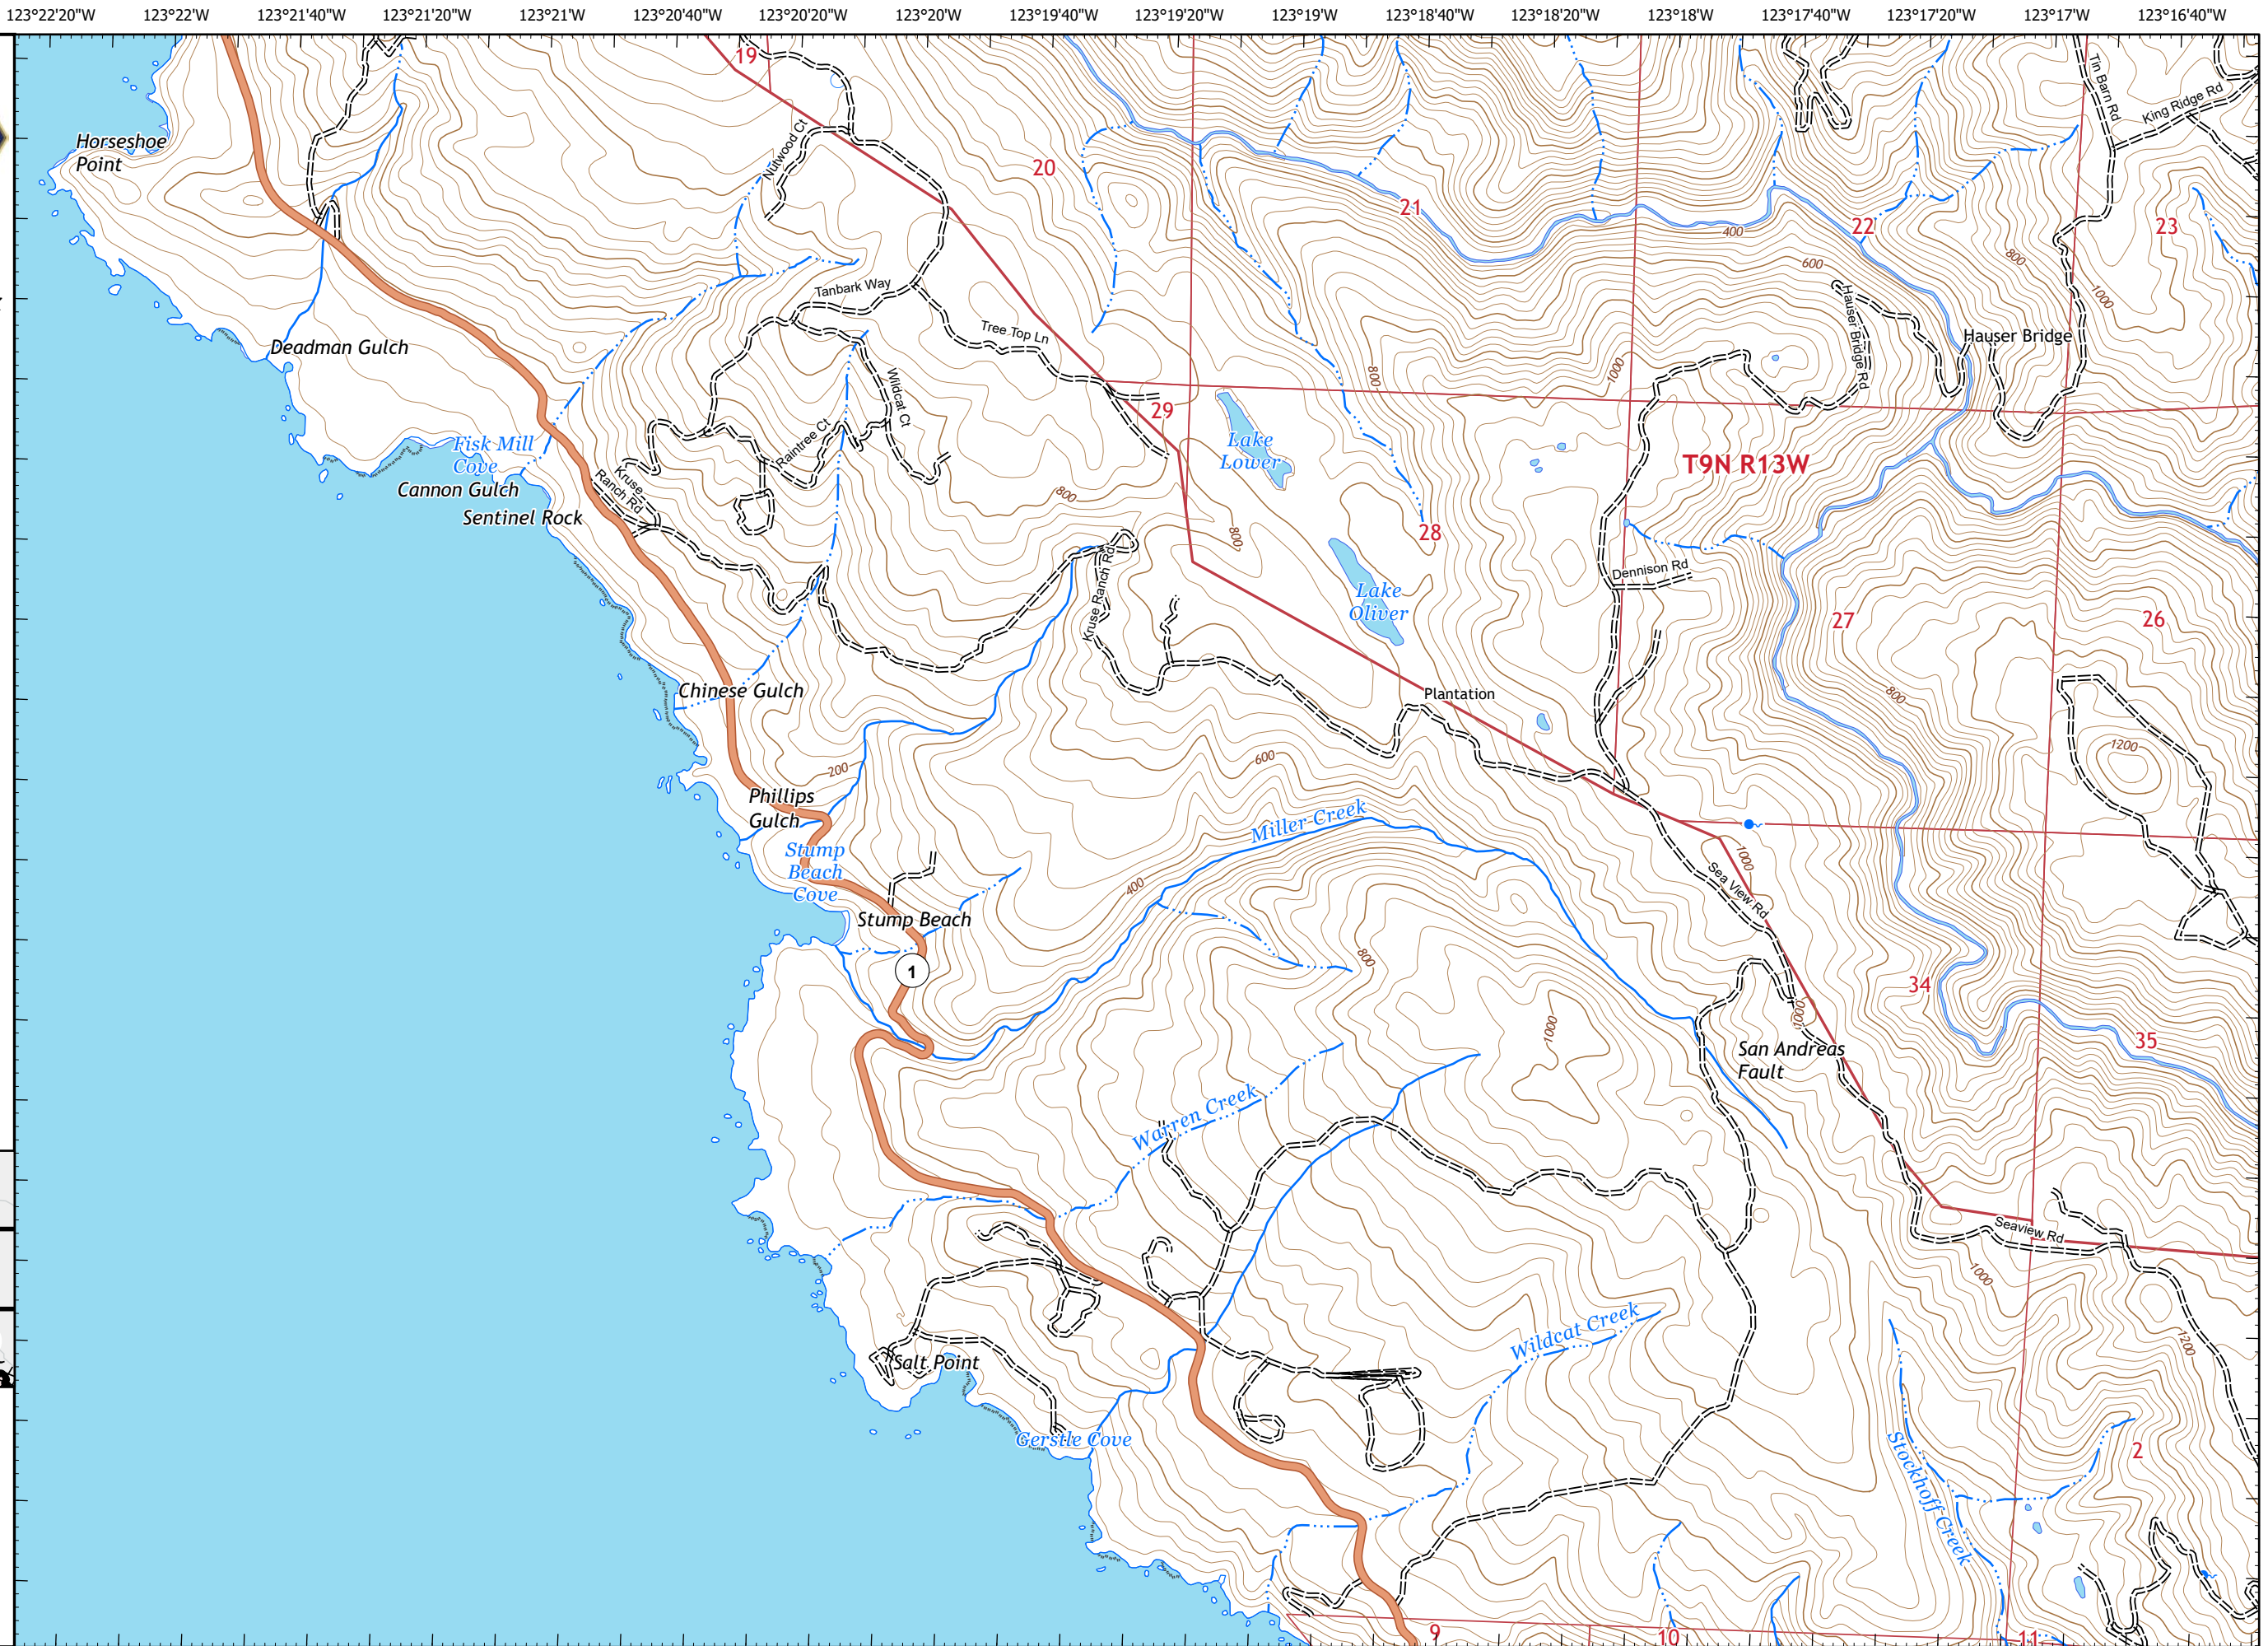 123°22'20"W 123°22'W 123°21'40"W 123°21'20"W 123°21'W 123°20'40"W 123°20'20"W 123°20'W 123°19'40"W 123°19'20"W 123°19'W 123°18'40"W 123°18'20"W 123°18'W 123°17'40"W 123°17'20"W 123°17'W 123°16'40"W
19
Tin Barn Rd
King Ridge Rd
Horseshoe
Point
Nutwood Ct
20
21
22
23
400
600
800
1000
Tanbark Way
Tree Top Ln
Hauser Bridge Rd
Hauser Bridge
Deadman Gulch
Wildcat Ct
800
1000
29
Fisk Mill
Cove
Raintree Ct
Lake
Lower
T9N R13W
Cannon Gulch
Kruse
Ranch Rd
800
Sentinel Rock
800
28
Kruse Ranch Rd
Dennison Rd
Lake
Oliver
27
26
Chinese Gulch
Plantation
800
200
600
1200
Phillips
Gulch
Miller Creek
Stump
Beach
Cove
1000
400
Sea View Rd
Stump Beach
1
800
34
1000
1000
San Andreas
Fault
35
Warren Creek
Seaview Rd
1000
Wildcat Creek
1200
Salt Point
Gerstle Cove
Stockhoff Creek
2
9
10
11